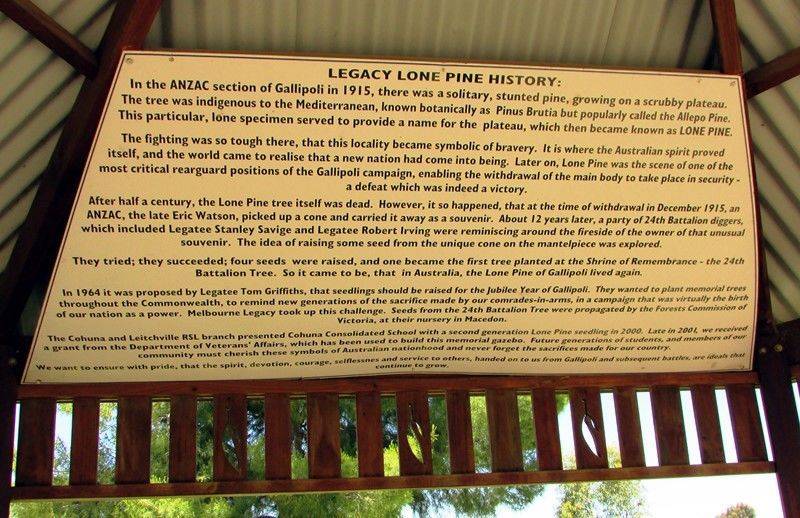 LEGACY LONE PINE HISTORY:
In the ANZAC section of Gallipoli in 1915, there was a solitary, stunted pine, growing on a scrubby plateau.
The tree was indigenous to the Mediterranean, known botanically as Pinus Brutia but popularly called the Allepo Pine.
This particular, lone specimen served to provide a name for the plateau, which then became known as LONE PINE.
The fighting was so tough there, that this locality became symbolic of bravery. It is where the Australian spirit proved
itself, and the world came to realise that a new nation had come into being. Later on, Lone Pine was the scene of one of the
most critical rearguard positions of the Gallipoli campaign, enabling the withdrawal of the main body to take place in security -
a defeat which was indeed a victory.
After half a century, the Lone Pine tree itself was dead. However, it so happened, that at the time of withdrawal in December 1915, an
ANZAC, the late Eric Watson, picked up a cone and carried it away as a souvenir. About 12 years later, a party of 24th Battalion diggers,
which included Legatee Stanley Savige and Legatee Robert Irving were reminiscing around the fireside of the owner of that unusual
souvenir. The idea of raising some seed from the unique cone on the mantelpiece was explored.
They tried; they succeeded; four seeds were raised, and one became the first tree planted at the Shrine of Remembrance - the 24th
Battalion Tree. So it came to be, that in Australia, the Lone Pine of Gallipoli lived again.
In 1964 it was proposed by Legatee Tom Griffiths, that seedlings should be raised for the Jubilee Year of Gallipoli. They wanted to plant memorial trees
throughout the Commonwealth, to remind new generations of the sacrifice made by our comrades-in-arms, in a campaign that was virtually the birth
of our nation as a power. Melbourne Legacy took up this challenge. Seeds from the 24th Battalion Tree were propagated by the Forests Commission of
Victoria, at their nursery in Macedon.
The Cohuna and Leitchville RSL branch presented Cohuna Consolidated School with a second generation Lone Pine seedling in 2000. Late in 2001, we received
a grant from the Department of Veterans' Affairs, which has been used to build this memorial gazebo. Future generations of students, and members of our
community must cherish these symbols of Australian nationhood and never forget the sacrifices made for our country.
We want to ensure with pride, that the spirit, devotion, courage, selflessnes and service to others, handed on to us from Gallipoli and subsequent battles, are ideals that
continue to grow.